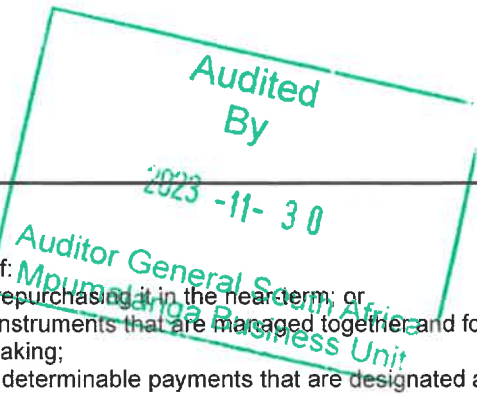 Audited
By
2023 -11- 30
Auditor General South Africa
Mpumalanga Business Unit
f:
repurchasing it in the near-term; or
nstruments that are managed together and fo
aking;
determinable payments that are designated a